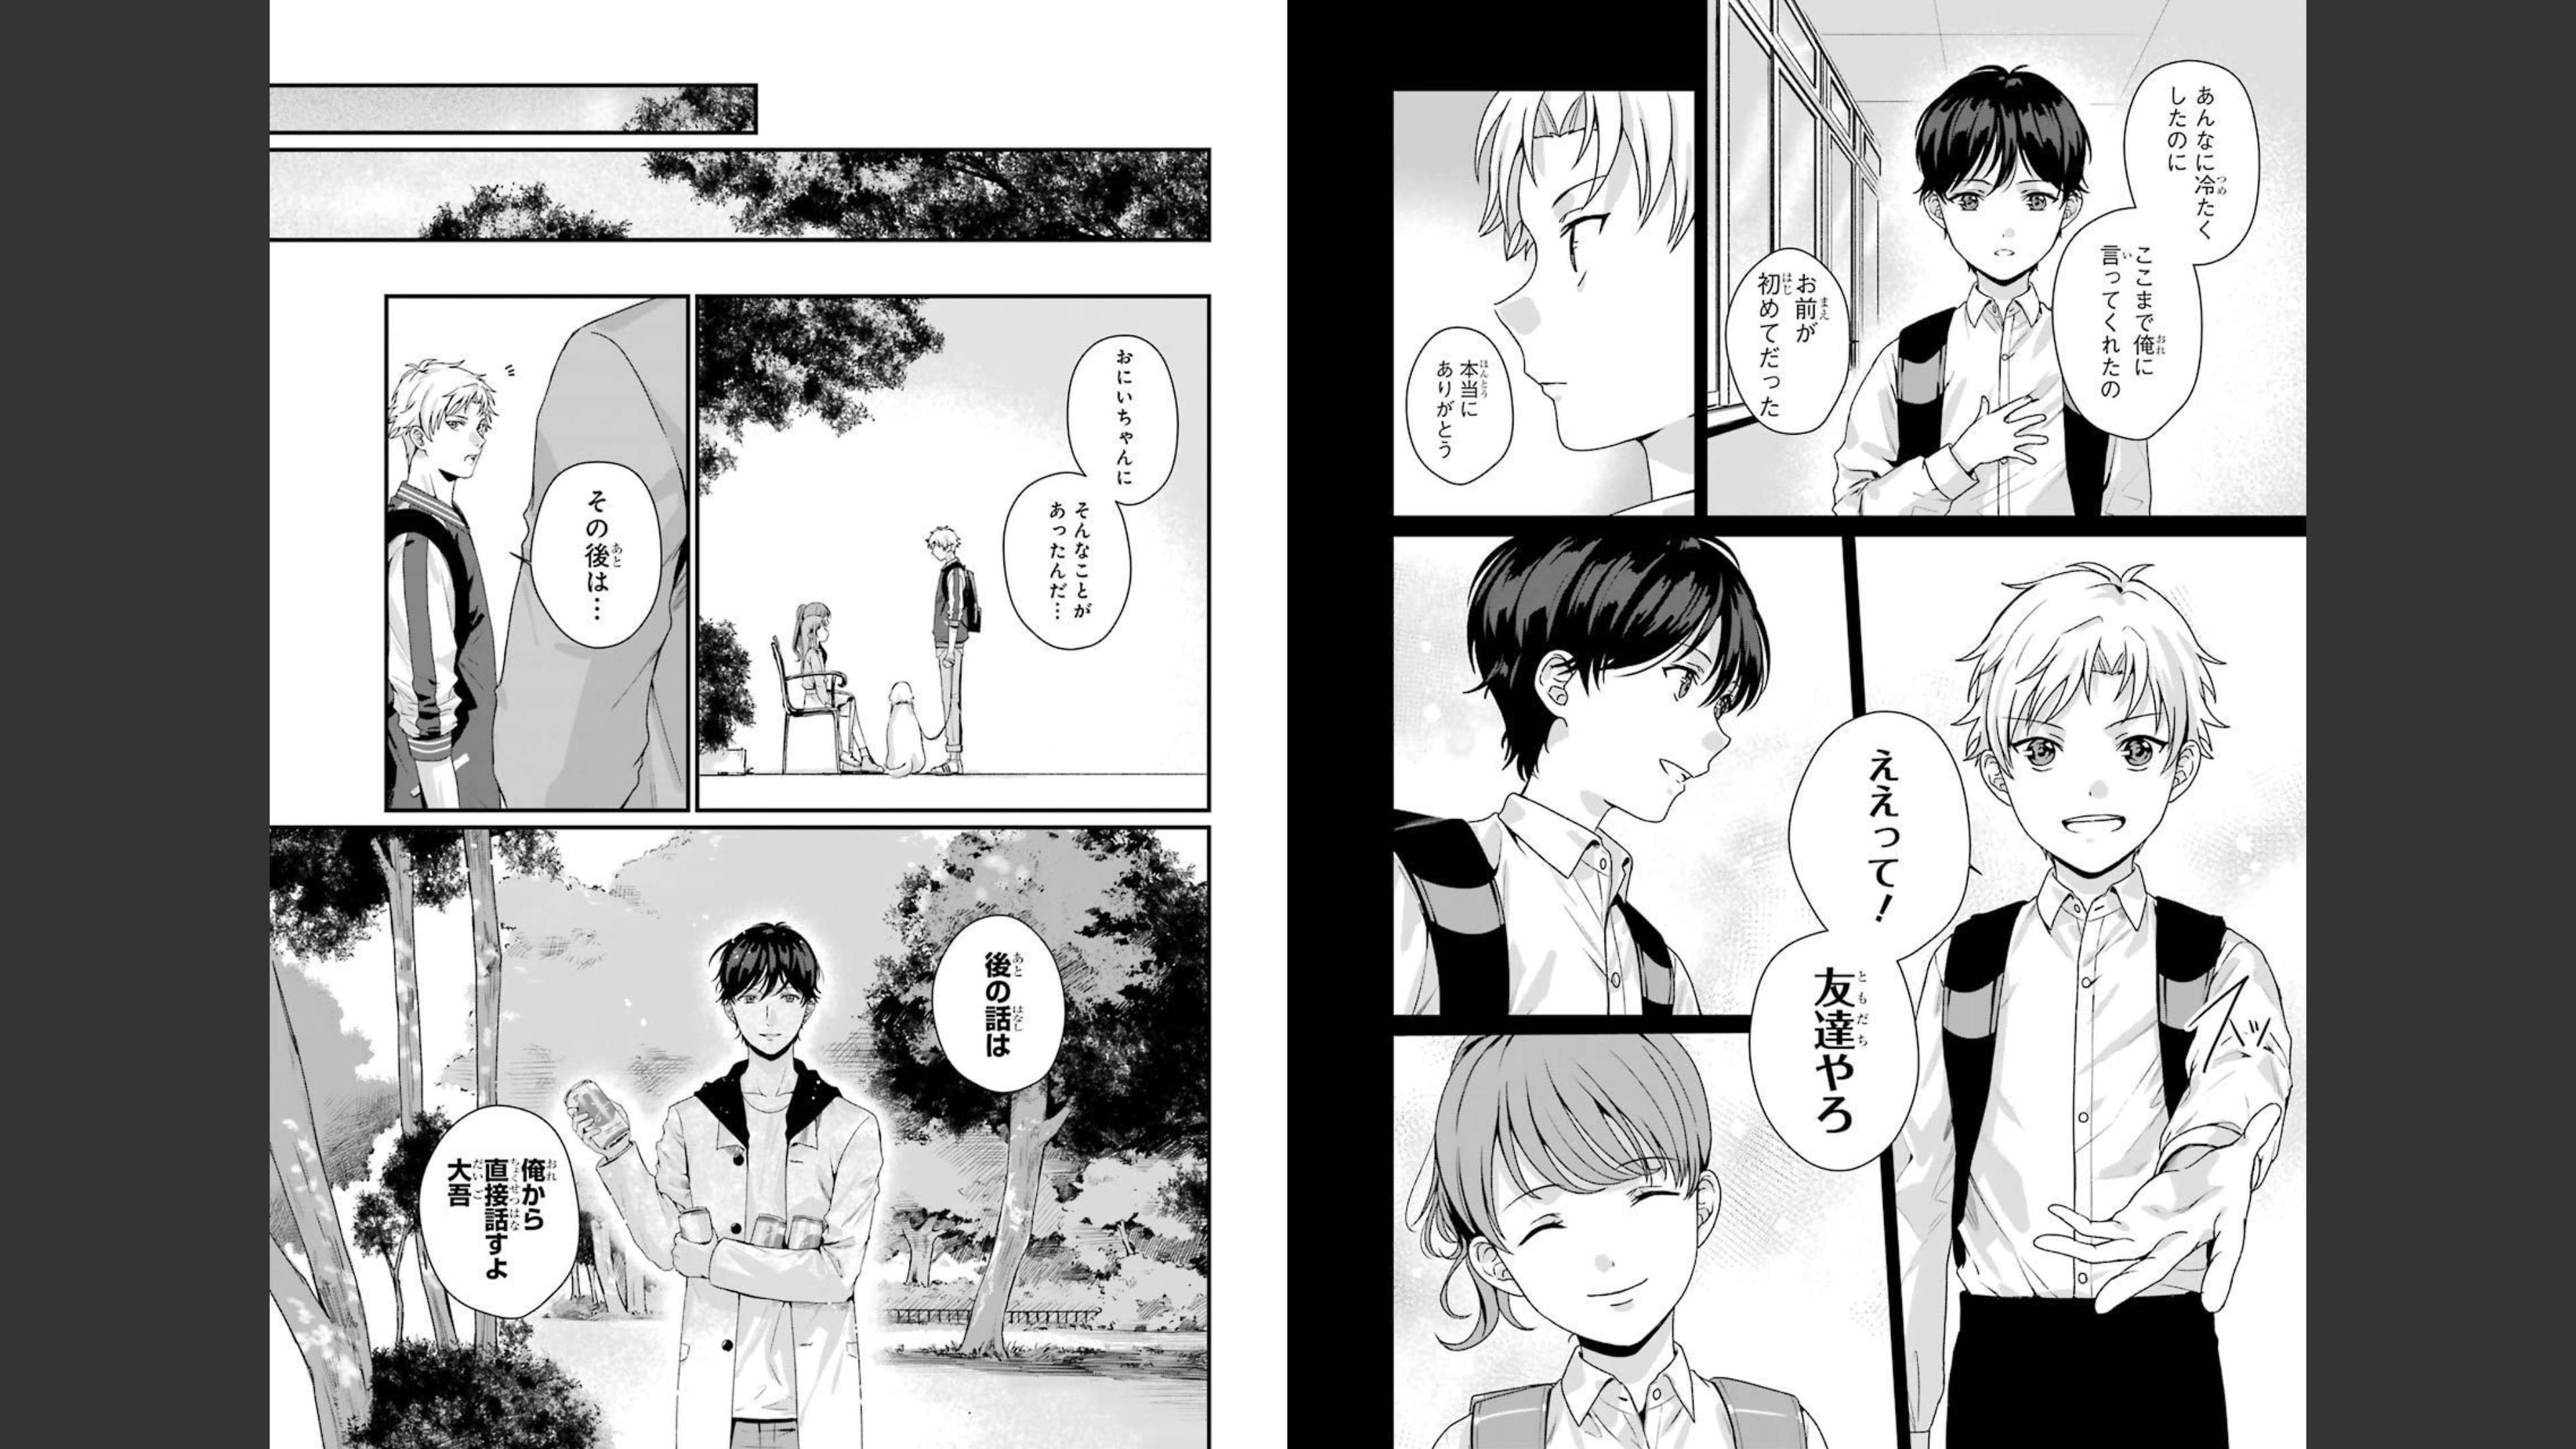 あんなに冷たく
したのに
ここまで俺に
言ってくれたの
お前が
初めてだった
本当に
ありがとう
ええって！
友達やろ
おにいちゃんに
そんなことが
あったんだ…
その後は…
後の話は
俺から
直接話すよ
大吾